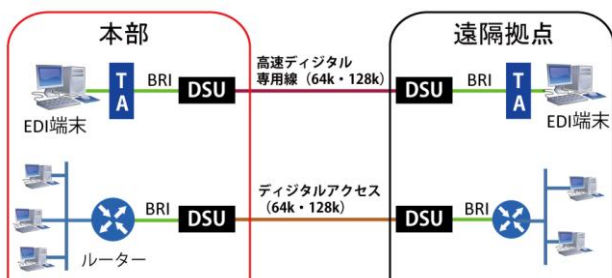 本部
遠隔拠点
高速ディジタル
専用線(64k・128k)
TA
BRI
DSU
DSU
BRI
TA
EDI端末
EDI端末
ディジタルアクセス
(64k・128k)
BRI
DSU
DSU
BRI
ルーター